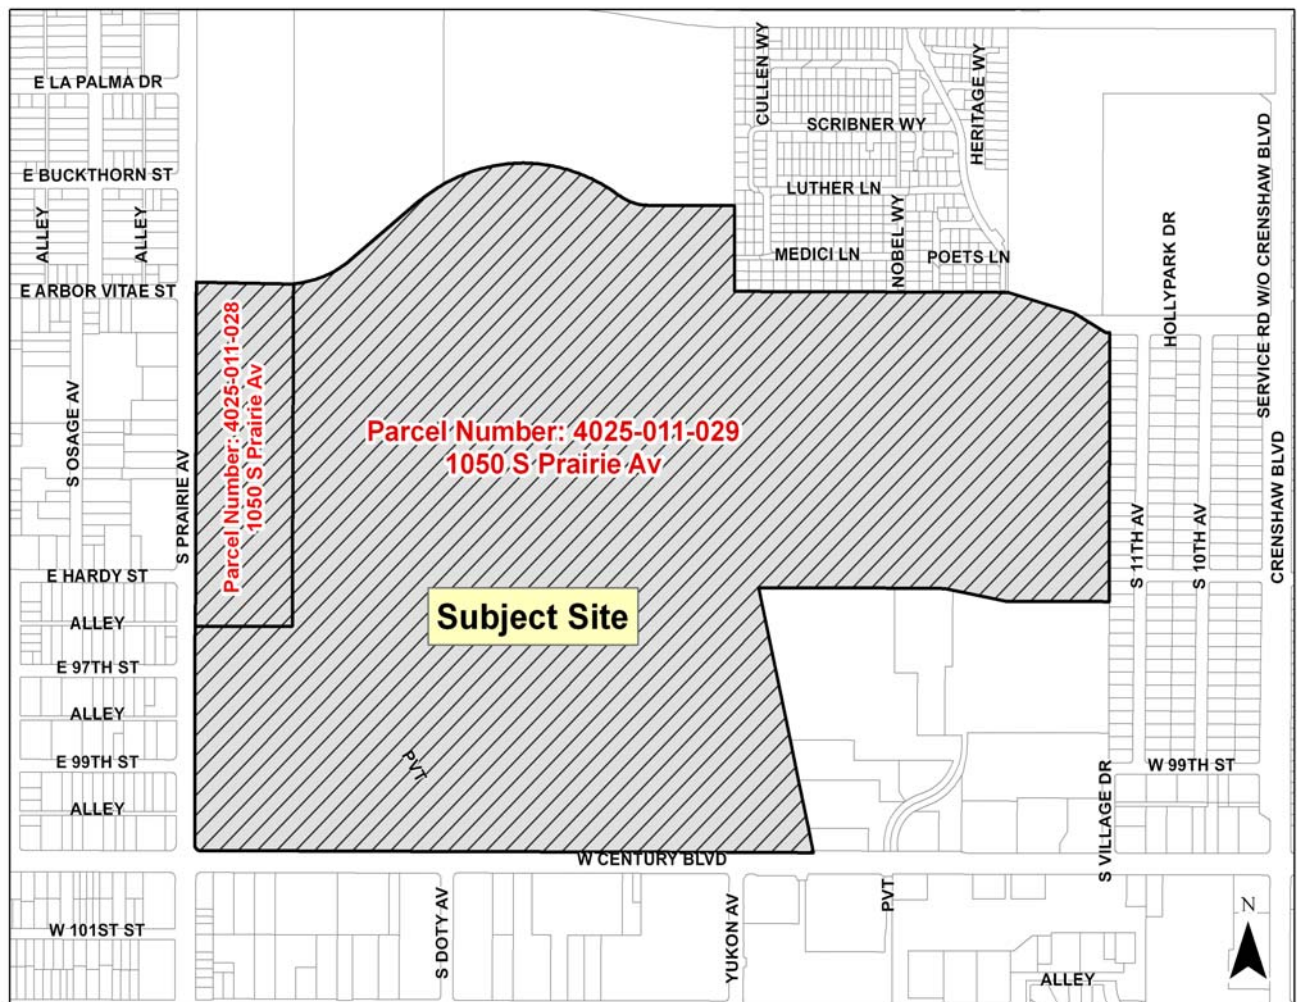 E LA PALMA DR
CULLEN WY
HERITAGE WY
SCRIBNER WY
SERVICE RD W/O CRENSHAW BLVD
E BUCKTHORN ST
LUTHER LN
ALLEY
ALLEY
NOBEL WY
HOLLYPARK DR
MEDICI LN
POETS LN
E ARBOR VITAE ST
Parcel Number: 4025-011-028
1050 S Prairie Av
S OSAGE AV
Parcel Number: 4025-011-029
1050 S Prairie Av
S PRAIRIE AV
S 11TH AV
S 10TH AV
CRENSHAW BLVD
E HARDY ST
Subject Site
ALLEY
E 97TH ST
ALLEY
PVT
E 99TH ST
W 99TH ST
ALLEY
S VILLAGE DR
W CENTURY BLVD
PVT
S DOTY AV
YUKON AV
W 101ST ST
N
ALLEY